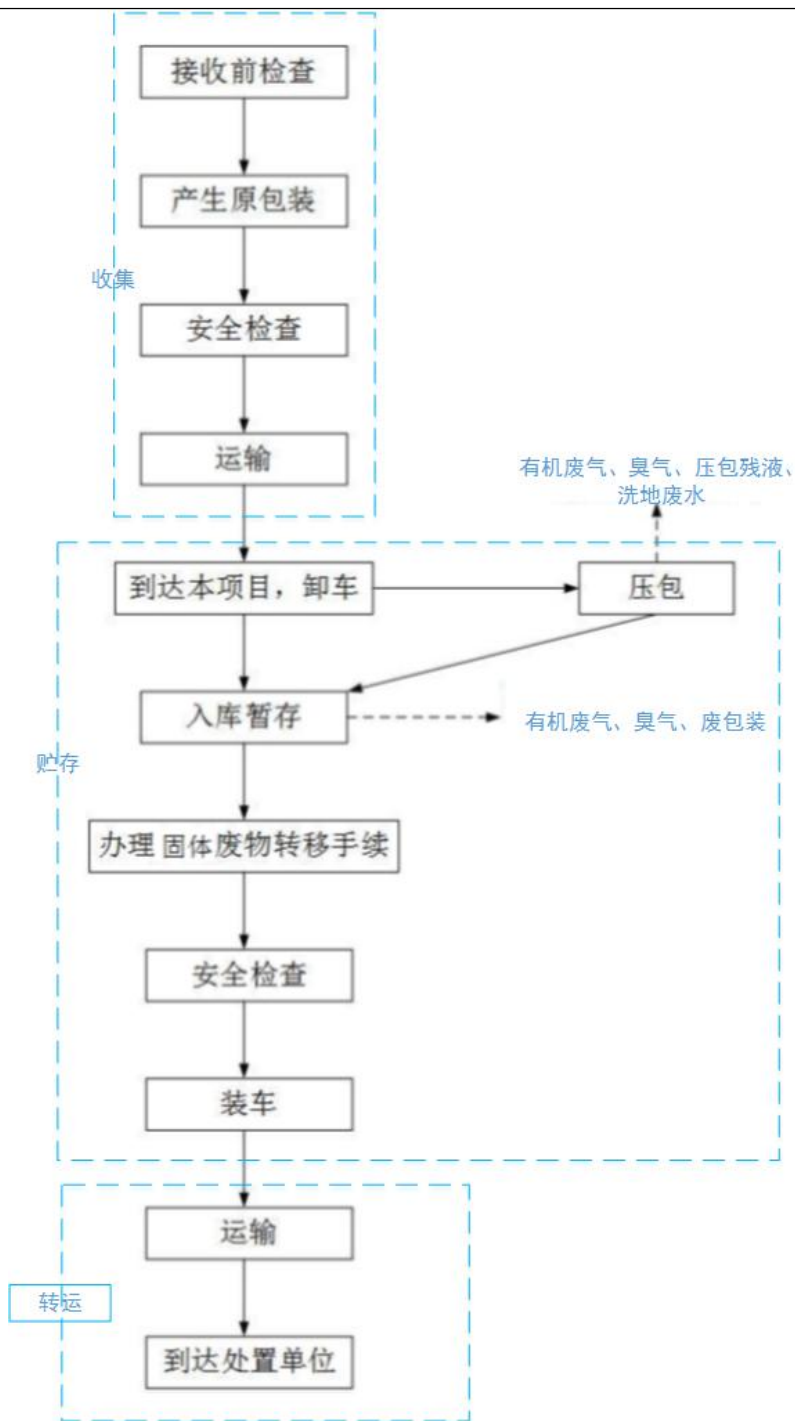 接收前检查
产生原包装
收集
安全检查
运输
有机废气、臭气、压包残液、
洗地废水
到达本项目，卸车
压包
入库暂存
有机废气、臭气、废包装
贮存
办理固体废物转移手续
安全检查
装车
运输
转运
到达处置单位